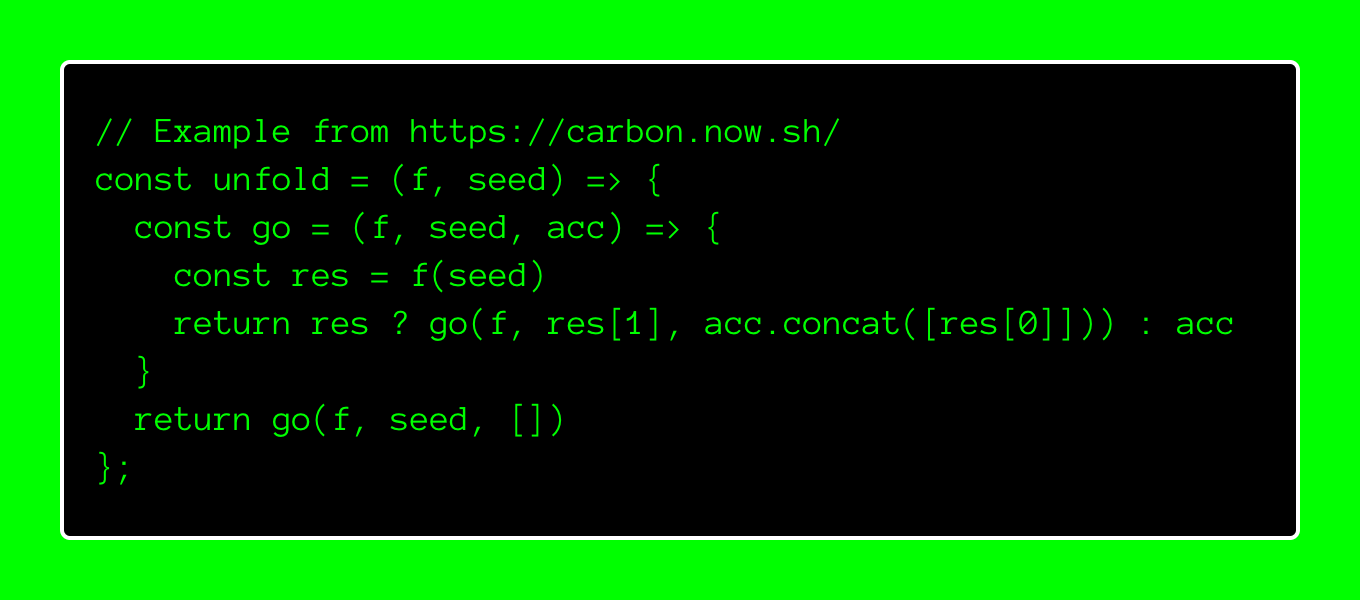 // Example from https://carbon.now.sh/
const unfold = (f, seed) => {
  const go = (f, seed, acc) => {
    const res = f(seed)
    return res ? go(f, res[1], acc.concat([res[0]])) : acc
  }
  return go(f, seed, [])
};